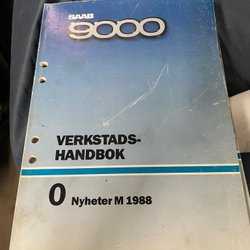 SAAB
9000
VERKSTADS-
HANDBOK
0 Nyheter M 1988